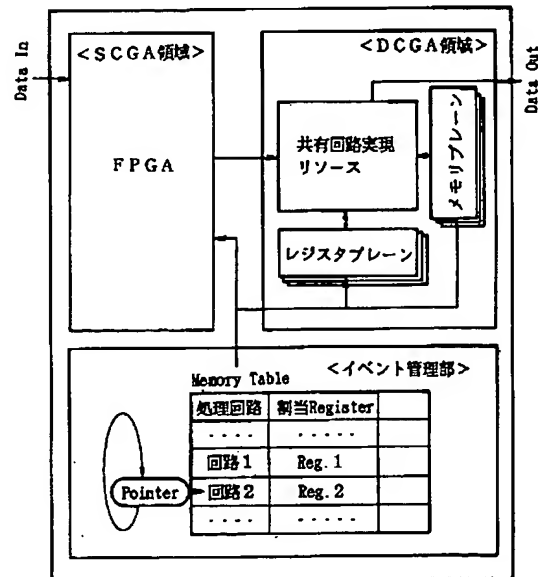 Data In
<SCGA領域>
FPGA
<DCGA領域>
共有回路実現
リソース
メモリプレーン
レジスタプレーン
Data Out
<イベント管理部>
Memory Table
処理回路 割当Register
.... .....
回路1 Reg.1
Pointer 回路2 Reg.2
.... .....